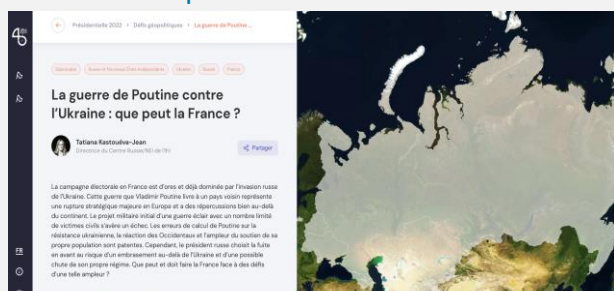 Présidentielle 2022 • Défis géopolitiques • La guerre de Poutine ...
Ukraine
Russie
France
La guerre de Poutine contre
l'Ukraine : que peut la France ?
Tatiana Kastoutva-Jean
Directrice du Centre Russie/NEI de l'Ifri
Partager
La campagne électorale en France est d'ores et déjà dominée par l'invasion russe
de l'Ukraine. Cette guerre que Vladimir Poutine livre à un pays voisin représente
une rupture stratégique majeure en Europe et a des répercussions bien au-delà
du continent. Le projet militaire initial d'une guerre éclair avec un nombre limité
de victimes civils s'avère un échec. Les erreurs de calcul de Poutine sur la
résistance ukrainienne, la réaction des Occidentaux et l'ampleur du soutien de sa
propre population sont patentes. Cependant, le président russe choisit la fuite
en avant au risque d'un embrasement au-delà de l'Ukraine et d'une possible
chute de son propre régime. Que peut et doit faire la France face à des défis
d'une telle ampleur ?
FR